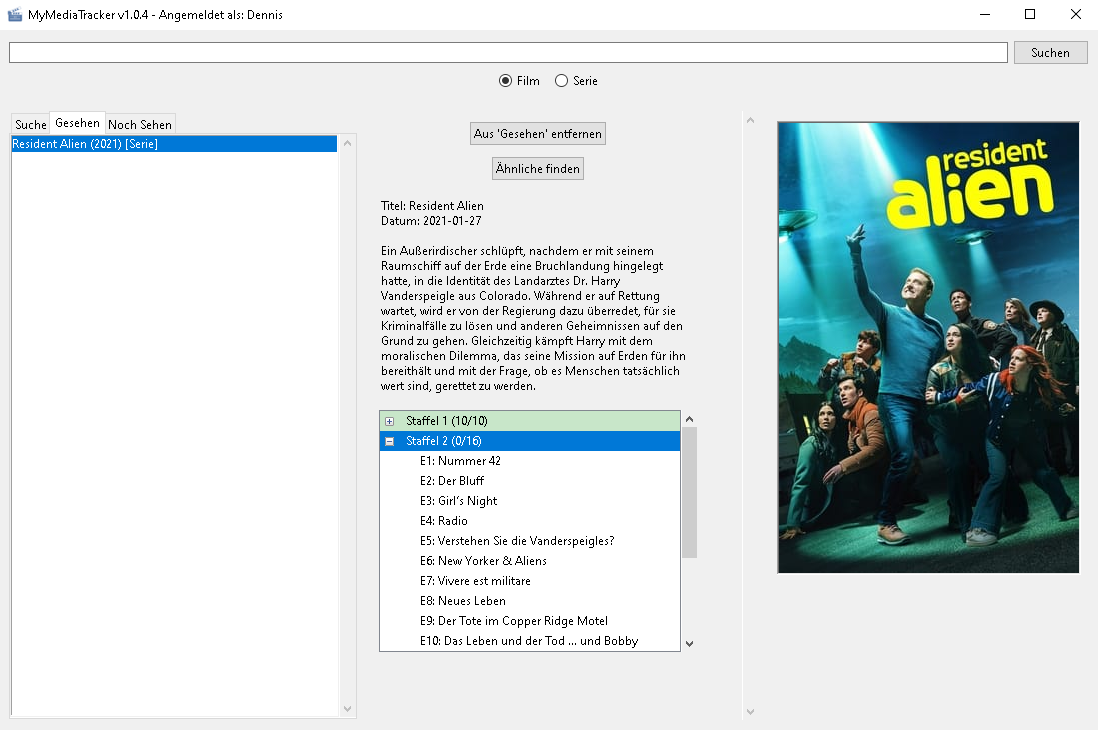 MyMediaTracker v1.0.4 - Angemeldet als: Dennis
Suchen
Film
Serie
Suche
Gesehen
Noch Sehen
Resident Alien (2021) [Serie]
Aus 'Gesehen' entfernen
Ähnliche finden
Titel: Resident Alien
Datum: 2021-01-27
Ein Außerirdischer schlüpft, nachdem er mit seinem
Raumschiff auf der Erde eine Bruchlandung hingelegt
hatte, in die Identität des Landarztes Dr. Harry
Vanderspeigle aus Colorado. Während er auf Rettung
wartet, wird er von der Regierung dazu überredet, für sie
Kriminalfälle zu lösen und anderen Geheimnissen auf den
Grund zu gehen. Gleichzeitig kämpft Harry mit dem
moralischen Dilemma, das seine Mission auf Erden für ihn
bereithält und mit der Frage, ob es Menschen tatsächlich
wert sind, gerettet zu werden.
Staffel 1 (10/10)
Staffel 2 (0/16)
E1: Nummer 42
E2: Der Bluff
E3: Girl's Night
E4: Radio
E5: Verstehen Sie die Vanderspeigles?
E6: New Yorker & Aliens
E7: Vivere est militare
E8: Neues Leben
E9: Der Tote im Copper Ridge Motel
E10: Das Leben und der Tod ... und Bobby
resident
alien